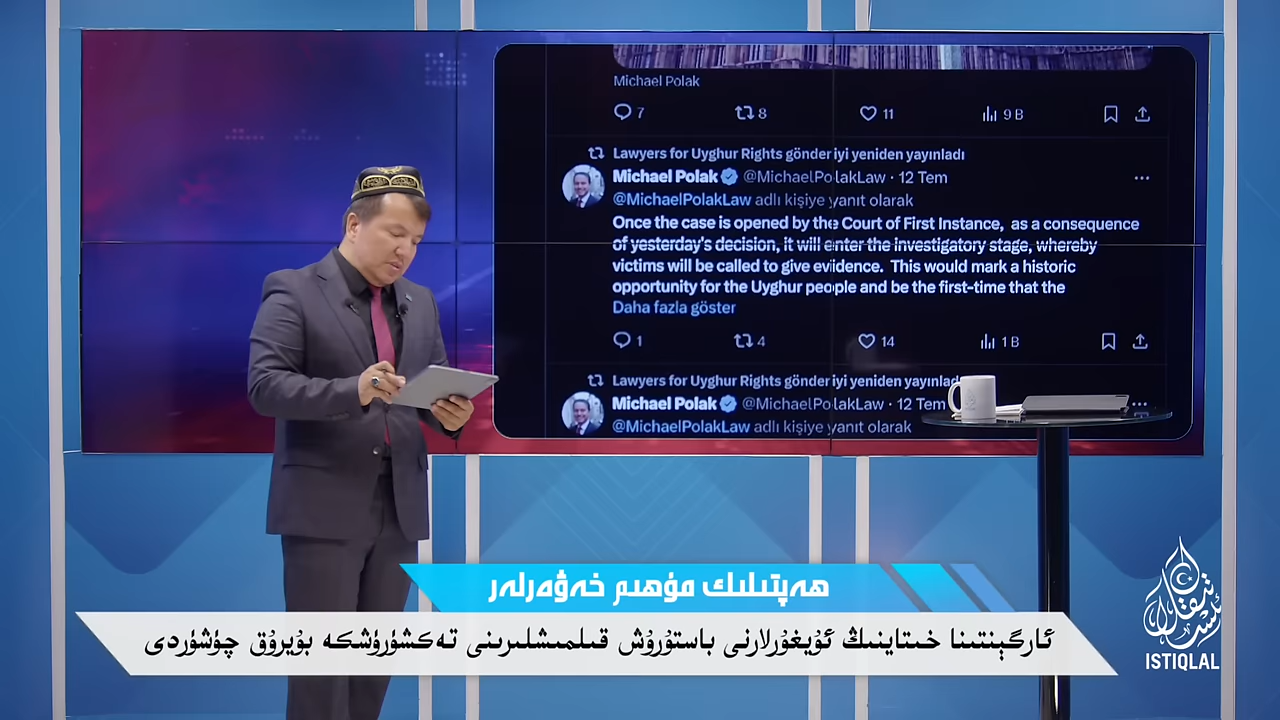 Michael Polak
7 8 11 9 B
Lawyers for Uyghur Rights gönderiyi yeniden yayınladı
Michael Polak @MichaelPolakLaw · 12 Tem
@MichaelPolakLaw adlı kişiye yanıt olarak
Once the case is opened by the Court of First Instance, as a consequence
of yesterday's decision, it will enter the investigatory stage, whereby
victims will be called to give evidence. This would mark a historic
opportunity for the Uyghur people and be the first-time that the
Daha fazla göster
1 4 14 1 B
Lawyers for Uyghur Rights gönderiyi yeniden yayınlad
Michael Polak @MichaelPolakLaw · 12 Tem
@MichaelPolakLaw adlı kişiye yanıt olarak
ھەپتىلىك مۇھىم خەۋەرلەر
ئارگېنتىنا خىتاينىڭ ئۇيغۇرلارنى باستۇرۇش قىلمىشلىرىنى تەكشۈرۈشكە بۇيرۇق چۈشۈردى
ئىستىقلال
ISTIQLAL